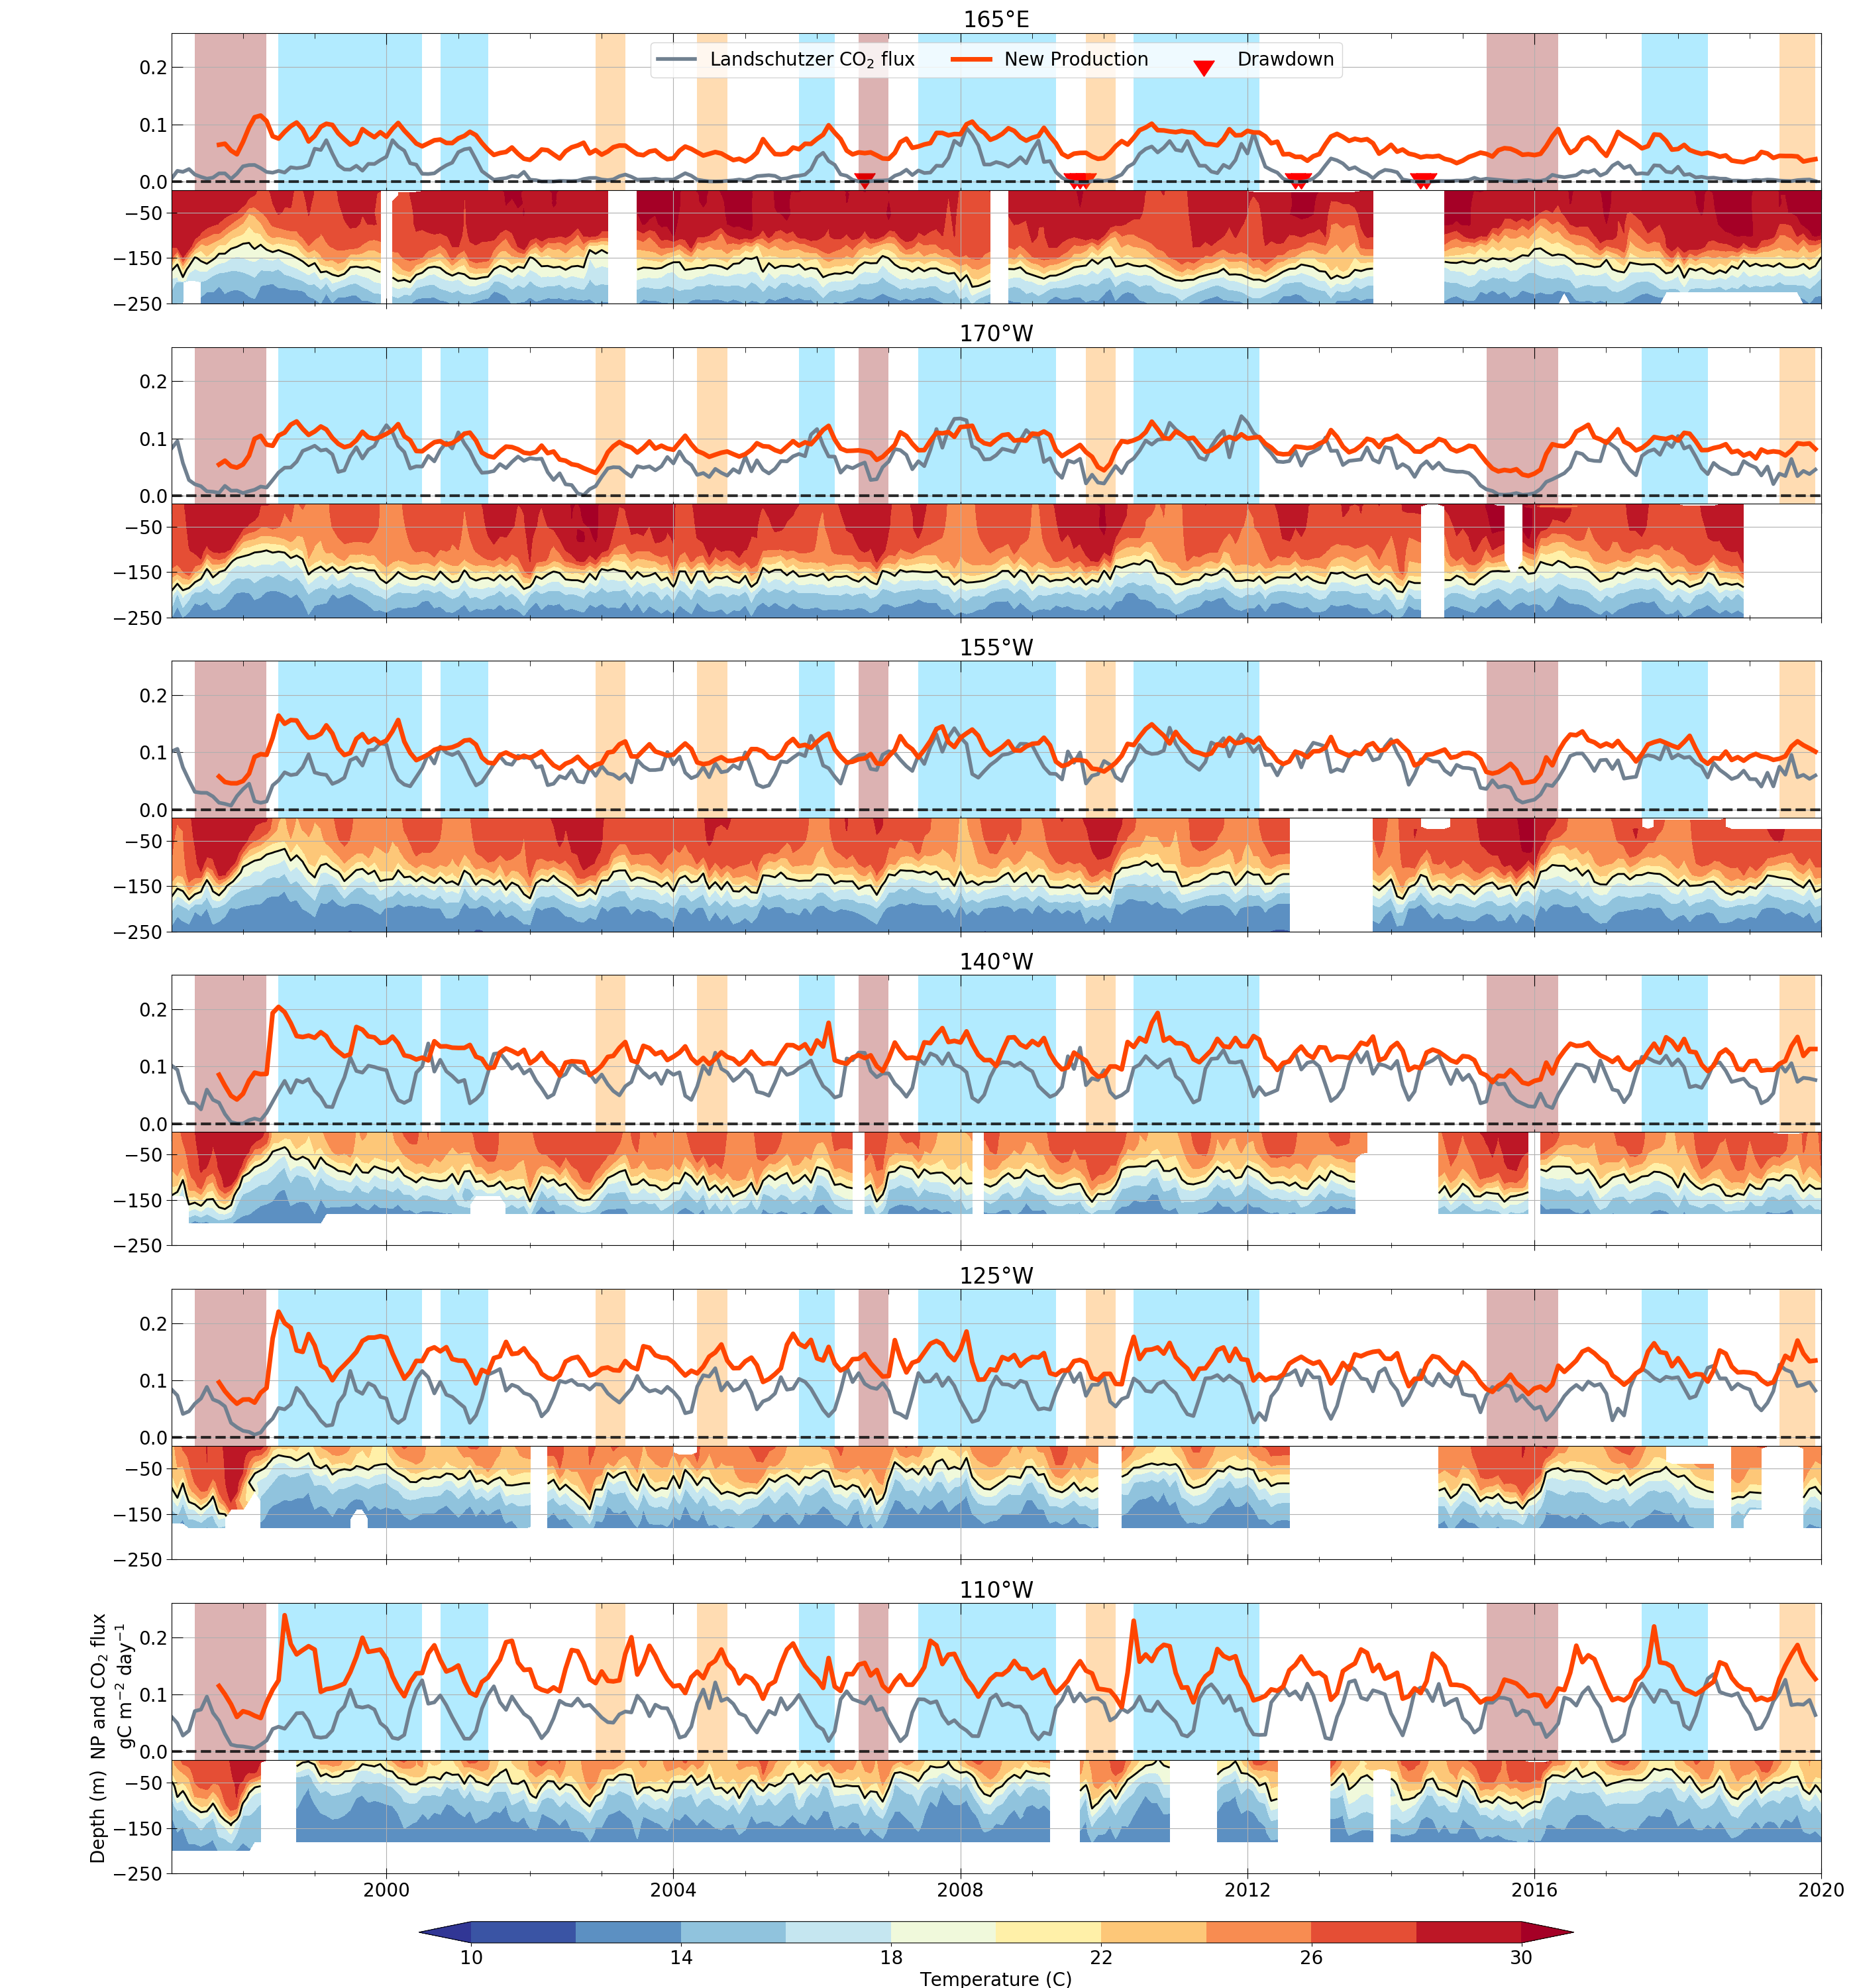 165°E
Landschutzer CO₂ flux New Production Drawdown
0.2
0.1
0.0
−50
−150
−250
170°W
0.2
0.1
0.0
−50
−150
−250
155°W
0.2
0.1
0.0
−50
−150
−250
140°W
0.2
0.1
0.0
−50
−150
−250
125°W
0.2
0.1
0.0
−50
−150
−250
110°W
NP and CO₂ flux
gC m⁻² day⁻¹
0.2
0.1
0.0
Depth (m)
−50
−150
−250
2000 2004 2008 2012 2016 2020
10 14 18 22 26 30
Temperature (C)